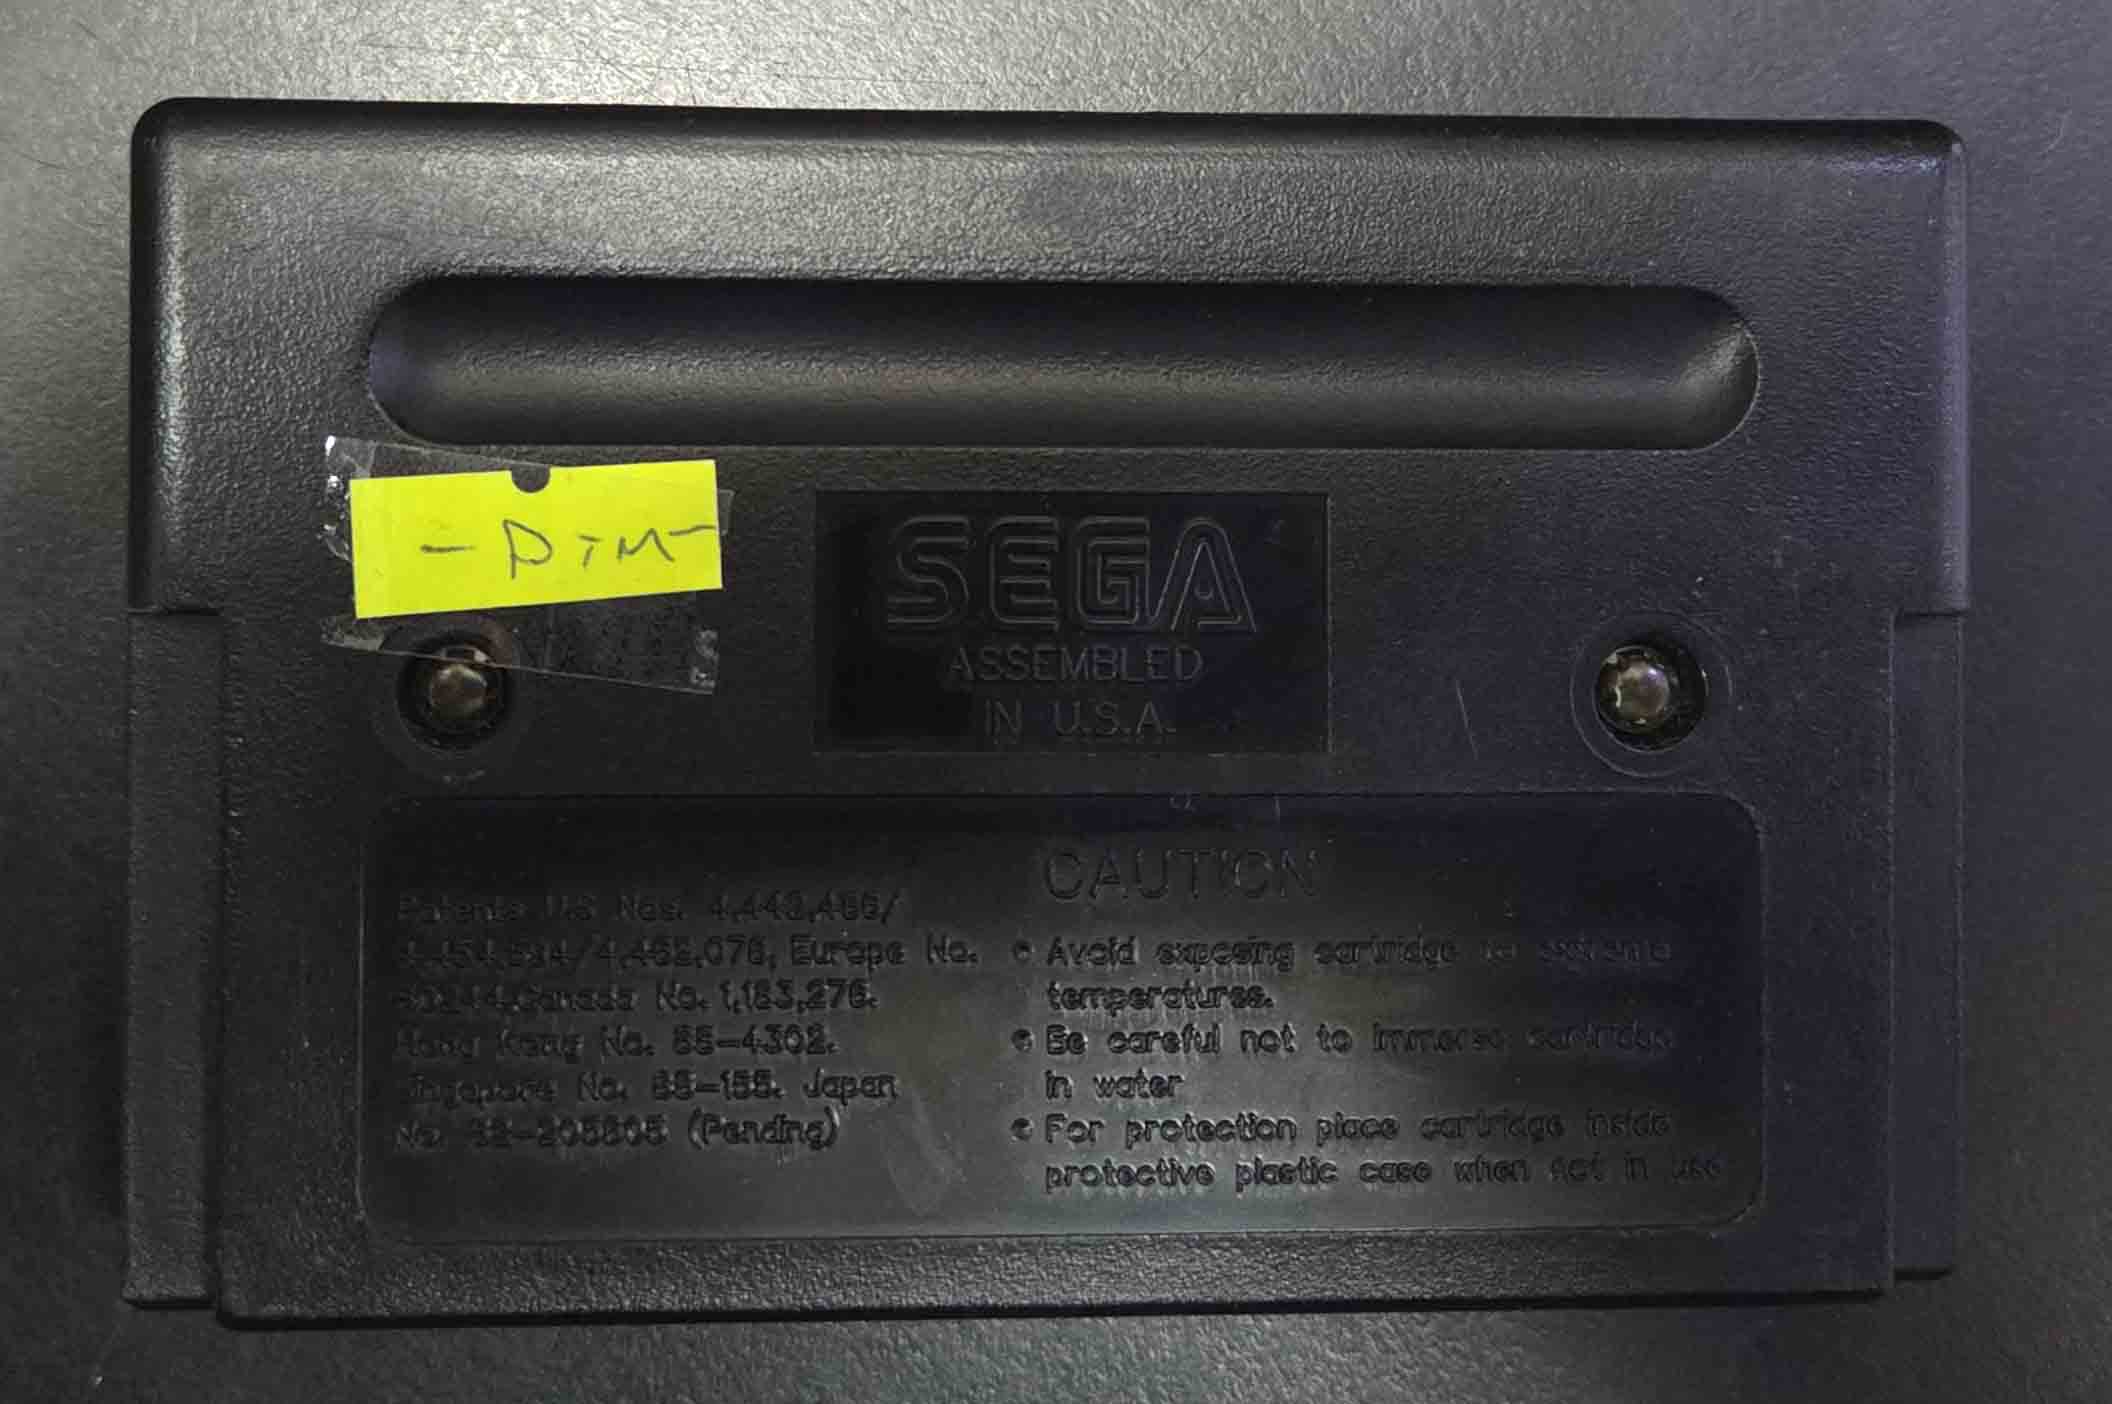 - DTM -
SEGA
ASSEMBLED
IN U.S.A.
Patents U.S Nos. 4,442,486/
4,454,594/4,462,076, Europe No.
80244, Canada No. 1,183,276.
Hong Kong No. 88-4302.
Singapore No. 88-155. Japan
No. 82-205605 (Pending)
CAUTION
• Avoid exposing cartridge to extreme
temperatures.
• Be careful not to immerse cartridge
in water
• For protection place cartridge inside
protective plastic case when not in use